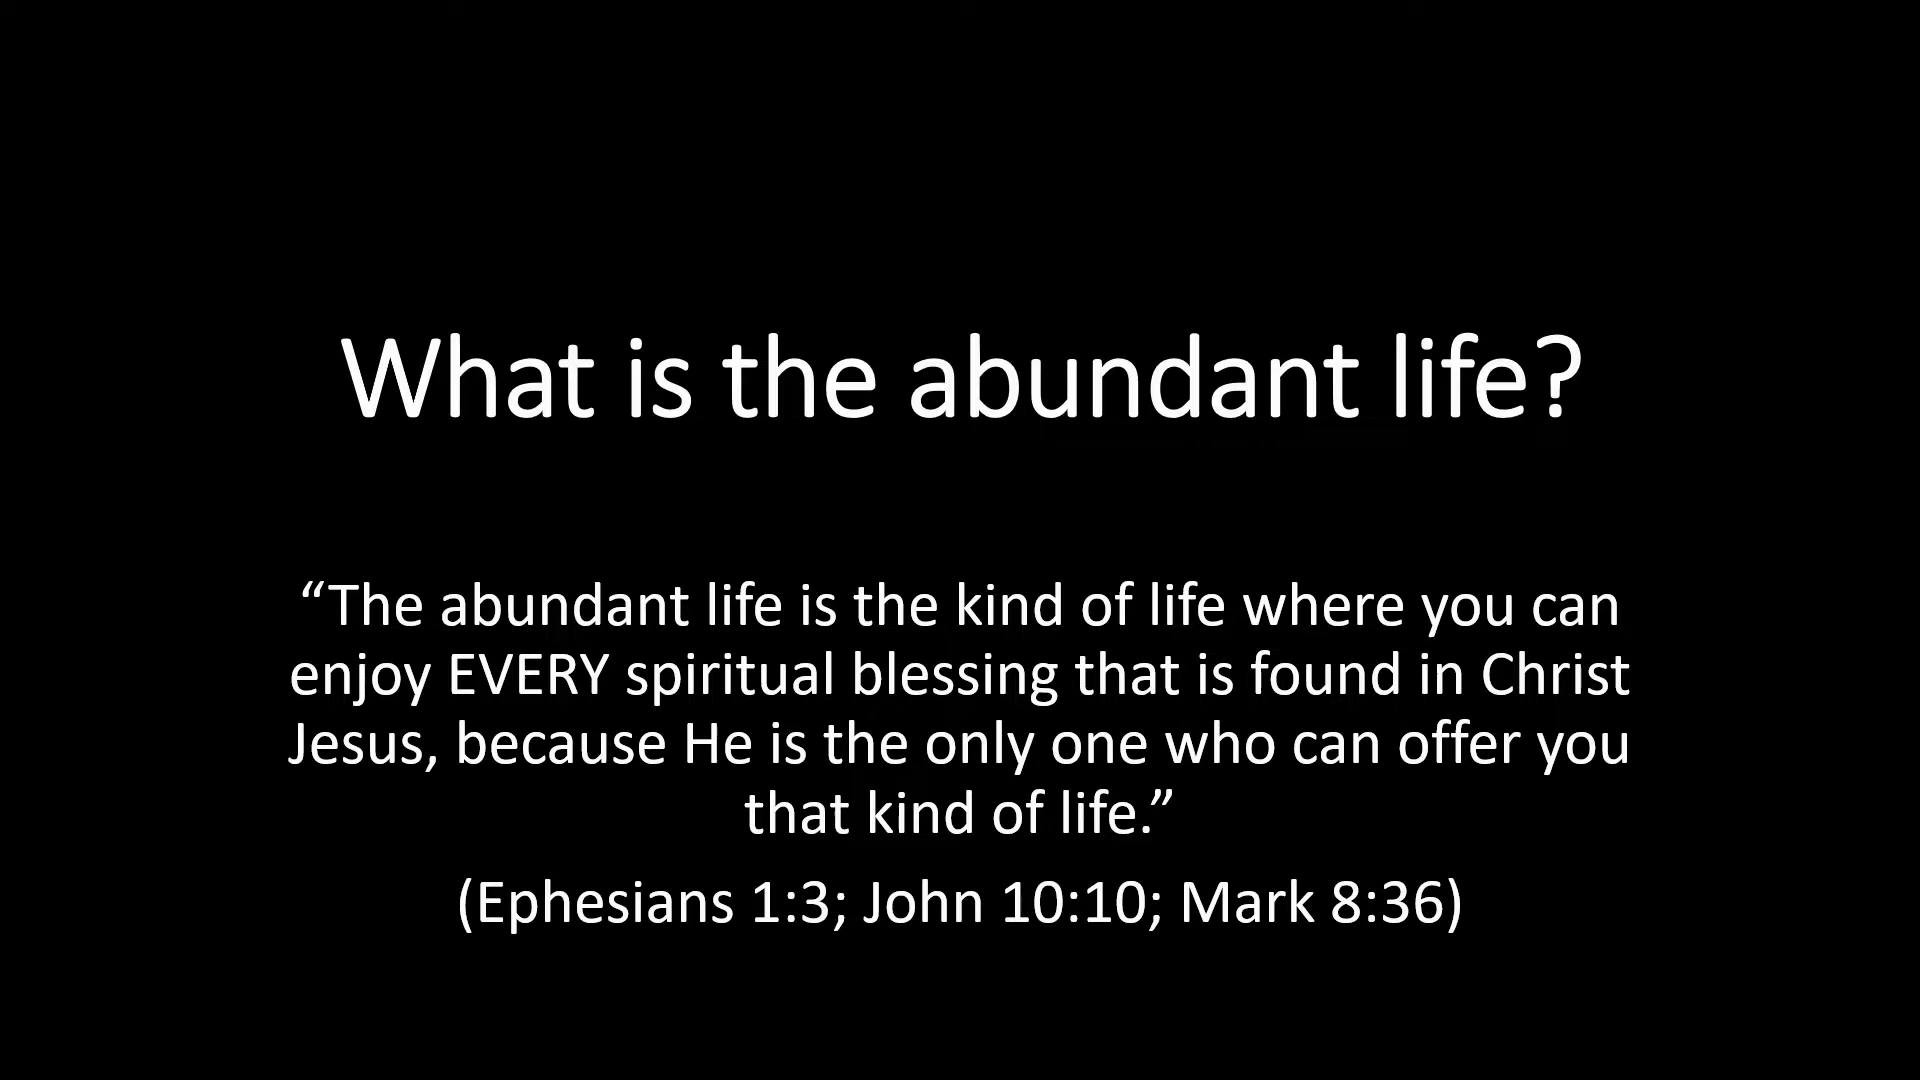 What is the abundant life?
“The abundant life is the kind of life where you can
enjoy EVERY spiritual blessing that is found in Christ
Jesus, because He is the only one who can offer you
that kind of life.”
(Ephesians 1:3; John 10:10; Mark 8:36)